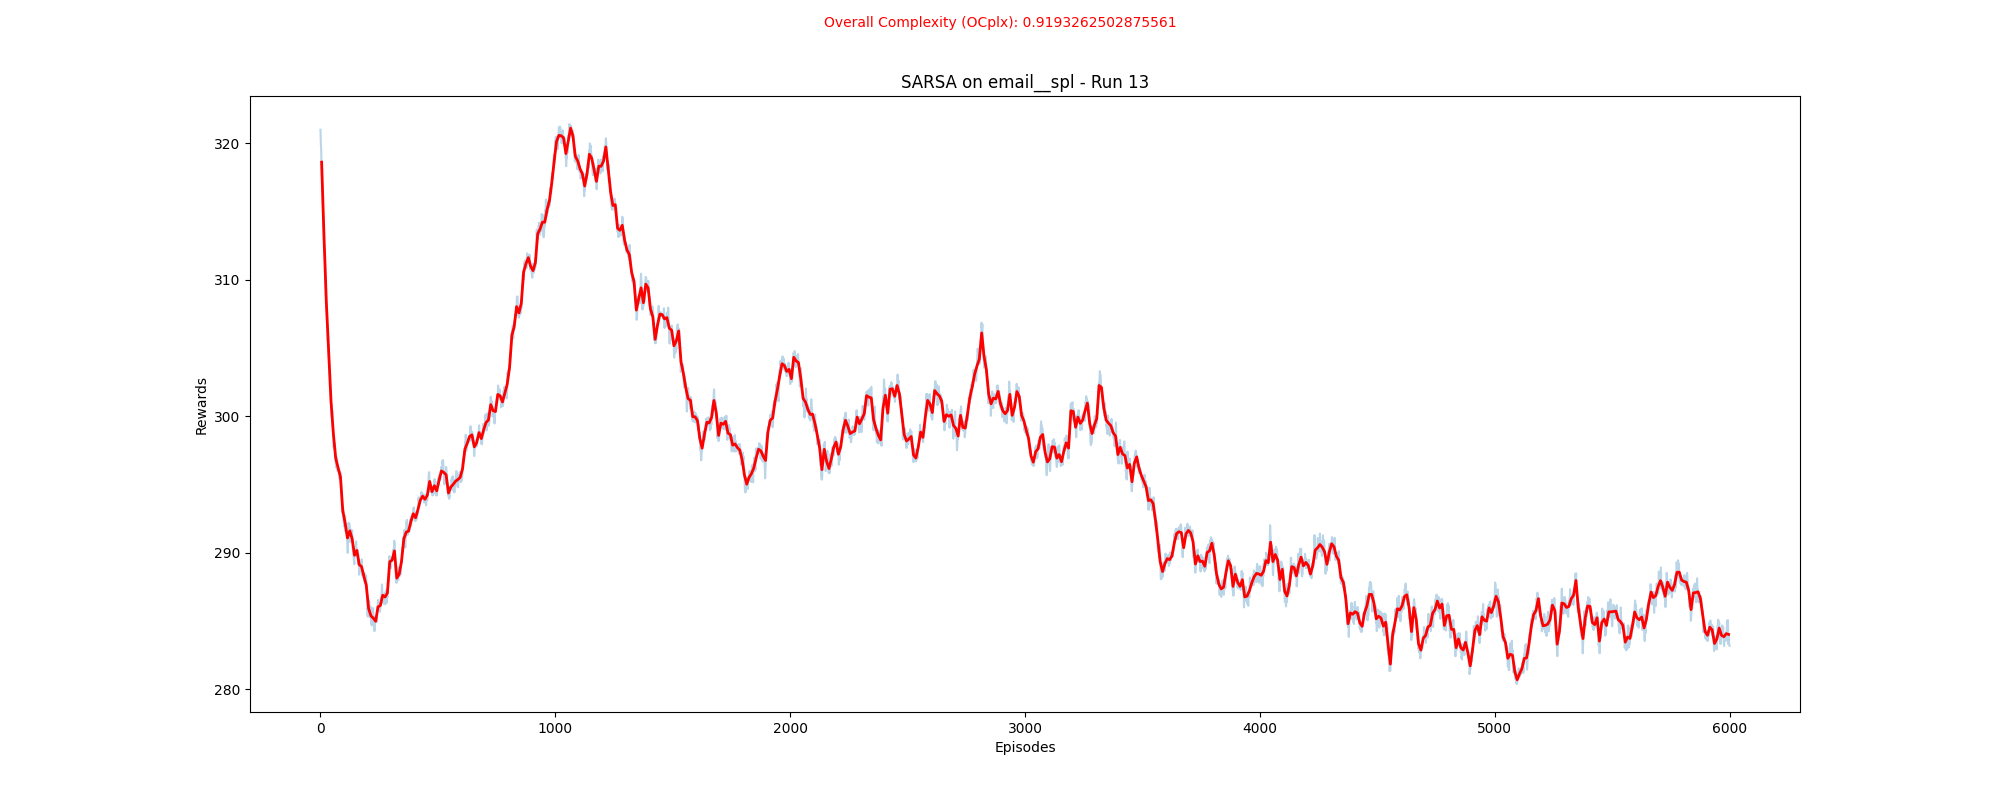 Overall Complexity (OCplx): 0.9193262502875561
SARSA on email__spl - Run 13
Rewards
320
310
300
290
280
0 1000 2000 3000 4000 5000 6000
Episodes